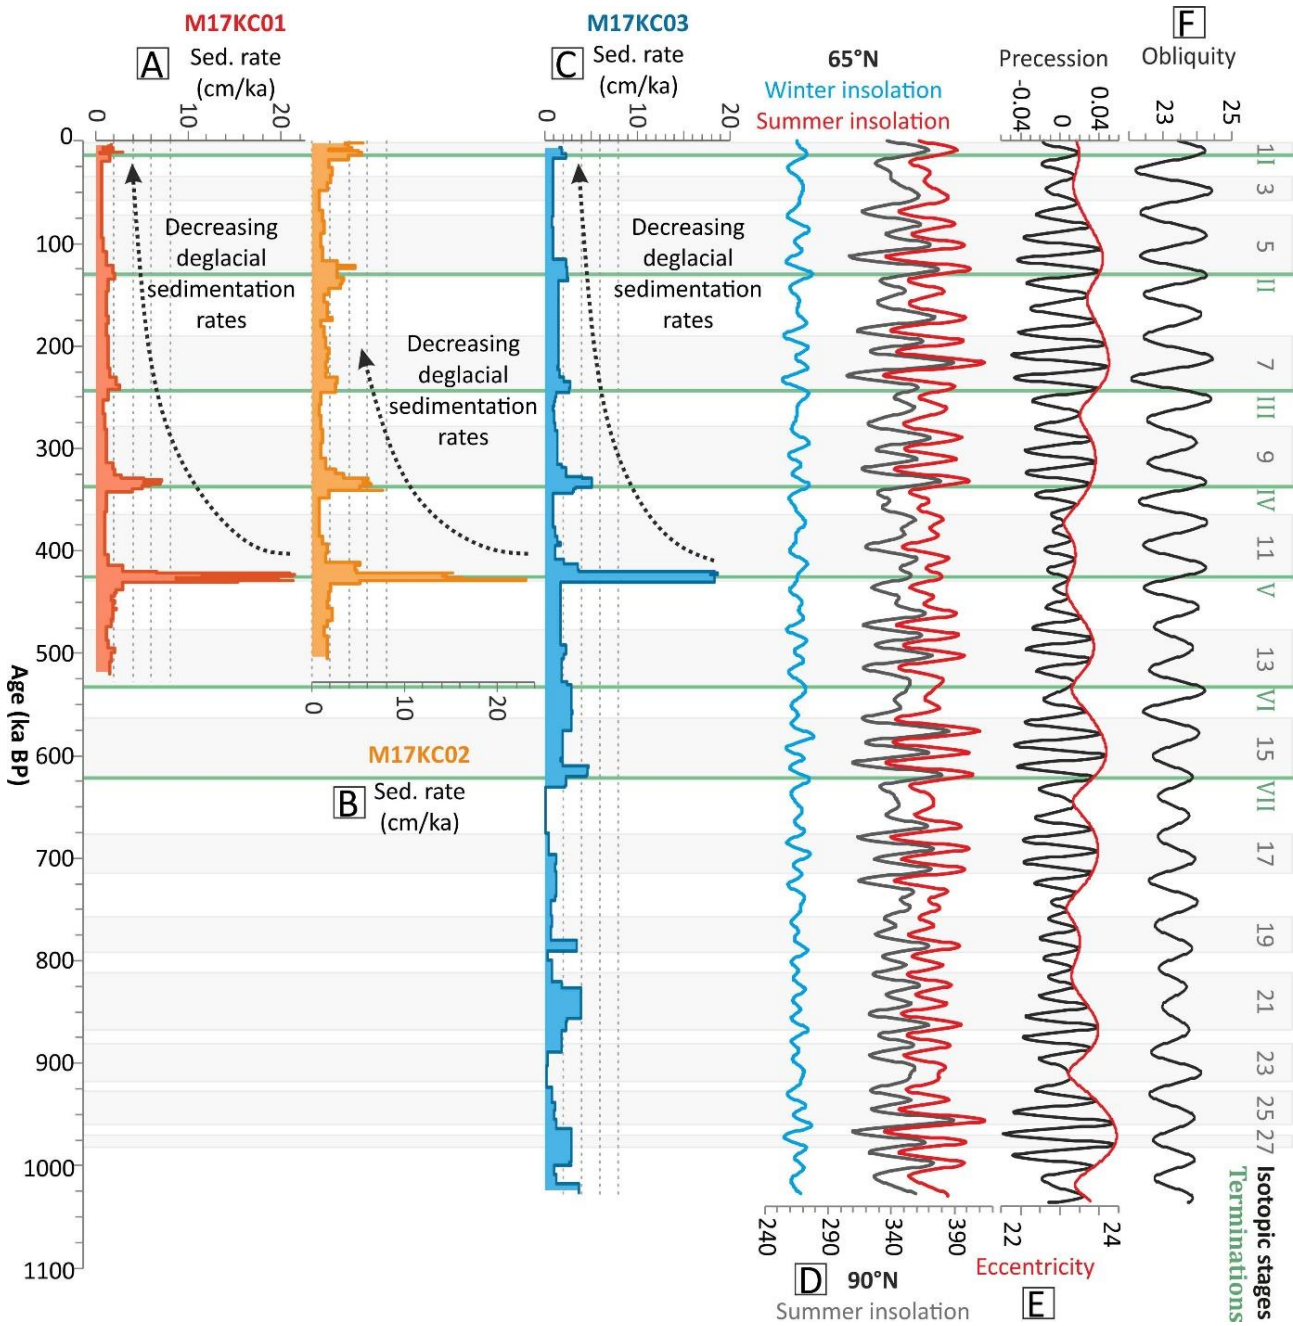 M17KC01
A
Sed. rate
(cm/ka)
0
10
20
M17KC03
C
Sed. rate
(cm/ka)
0
10
20
65°N
Winter insolation
Summer insolation
Precession
-0.04
0
0.04
F
Obliquity
23
25
0
100
200
300
400
500
600
700
800
900
1000
1100
Age (ka BP)
Decreasing
deglacial
sedimentation
rates
Decreasing
deglacial
sedimentation
rates
Decreasing
deglacial
sedimentation
rates
0
10
20
M17KC02
B
Sed. rate
(cm/ka)
1
I
3
5
II
7
III
9
IV
11
V
13
VI
15
VII
17
19
21
23
25
27
Isotopic stages
Terminations
240
290
340
390
D
90°N
Summer insolation
22
24
Eccentricity
E